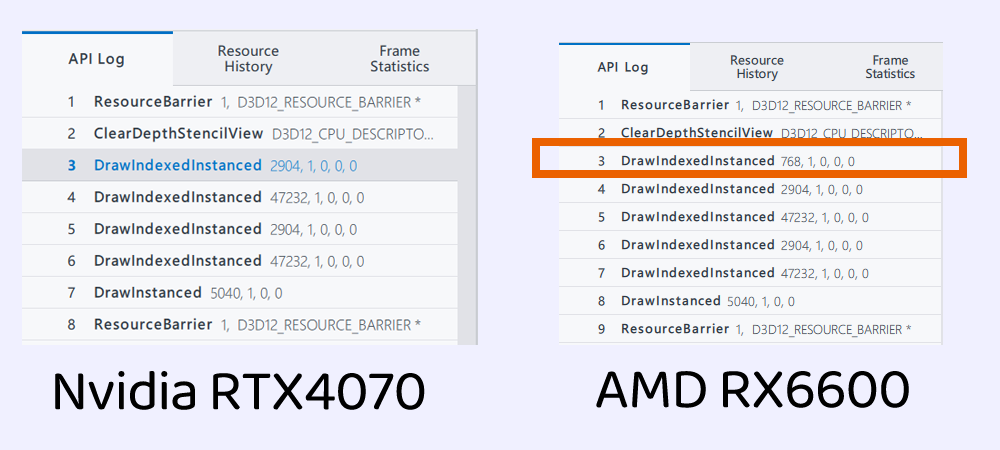 API Log
Resource
History
Frame
Statistics
1 ResourceBarrier 1, D3D12_RESOURCE_BARRIER *
2 ClearDepthStencilView D3D12_CPU_DESCRIPTO...
3 DrawIndexedInstanced 2904, 1, 0, 0, 0
4 DrawIndexedInstanced 47232, 1, 0, 0, 0
5 DrawIndexedInstanced 2904, 1, 0, 0, 0
6 DrawIndexedInstanced 47232, 1, 0, 0, 0
7 DrawInstanced 5040, 1, 0, 0
8 ResourceBarrier 1, D3D12_RESOURCE_BARRIER *
Nvidia RTX4070
API Log
Resource
History
Frame
Statistics
1 ResourceBarrier 1, D3D12_RESOURCE_BARRIER *
2 ClearDepthStencilView D3D12_CPU_DESCRIPTO...
3 DrawIndexedInstanced 768, 1, 0, 0, 0
4 DrawIndexedInstanced 2904, 1, 0, 0, 0
5 DrawIndexedInstanced 47232, 1, 0, 0, 0
6 DrawIndexedInstanced 2904, 1, 0, 0, 0
7 DrawIndexedInstanced 47232, 1, 0, 0, 0
8 DrawInstanced 5040, 1, 0, 0
9 ResourceBarrier 1, D3D12_RESOURCE_BARRIER *
AMD RX6600